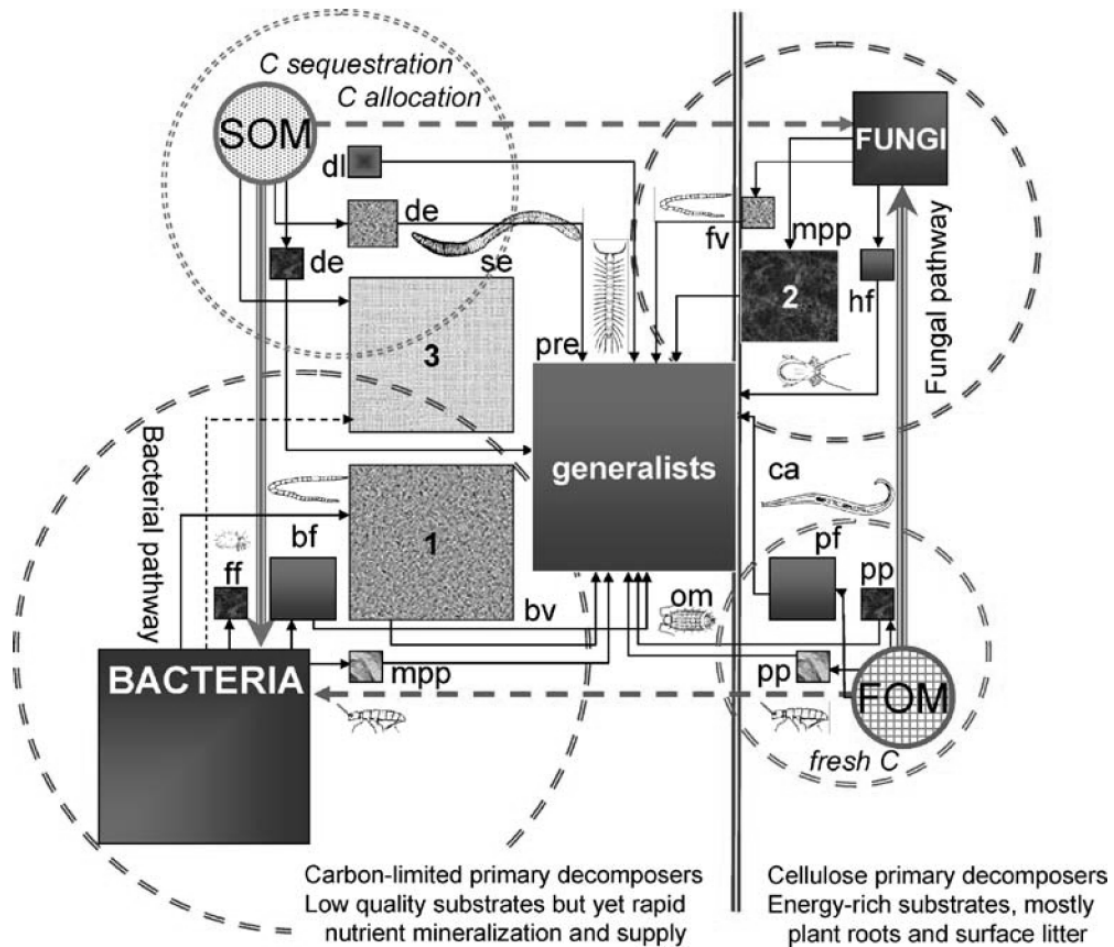 C sequestration
C allocation
SOM
FUNGI
dl
de
fv
mpp
de
se
2
hf
3
pre
Fungal pathway
Bacterial pathway
generalists
ca
1
bf
pf
pp
ff
bv
om
BACTERIA
mpp
pp
FOM
fresh C
Carbon-limited primary decomposers
Low quality substrates but yet rapid
nutrient mineralization and supply
Cellulose primary decomposers
Energy-rich substrates, mostly
plant roots and surface litter